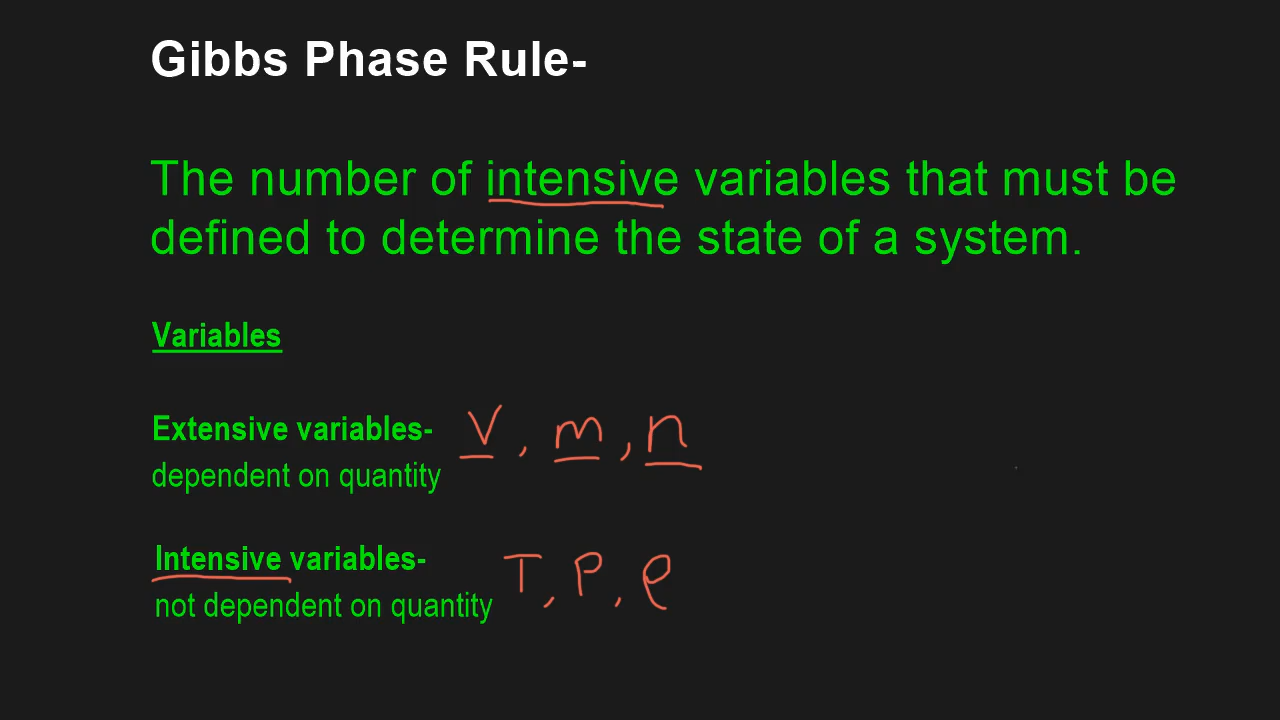 Gibbs Phase Rule-
The number of intensive variables that must be
defined to determine the state of a system.
Variables
Extensive variables- V, m, n
dependent on quantity
Intensive variables- T, P, ρ
not dependent on quantity